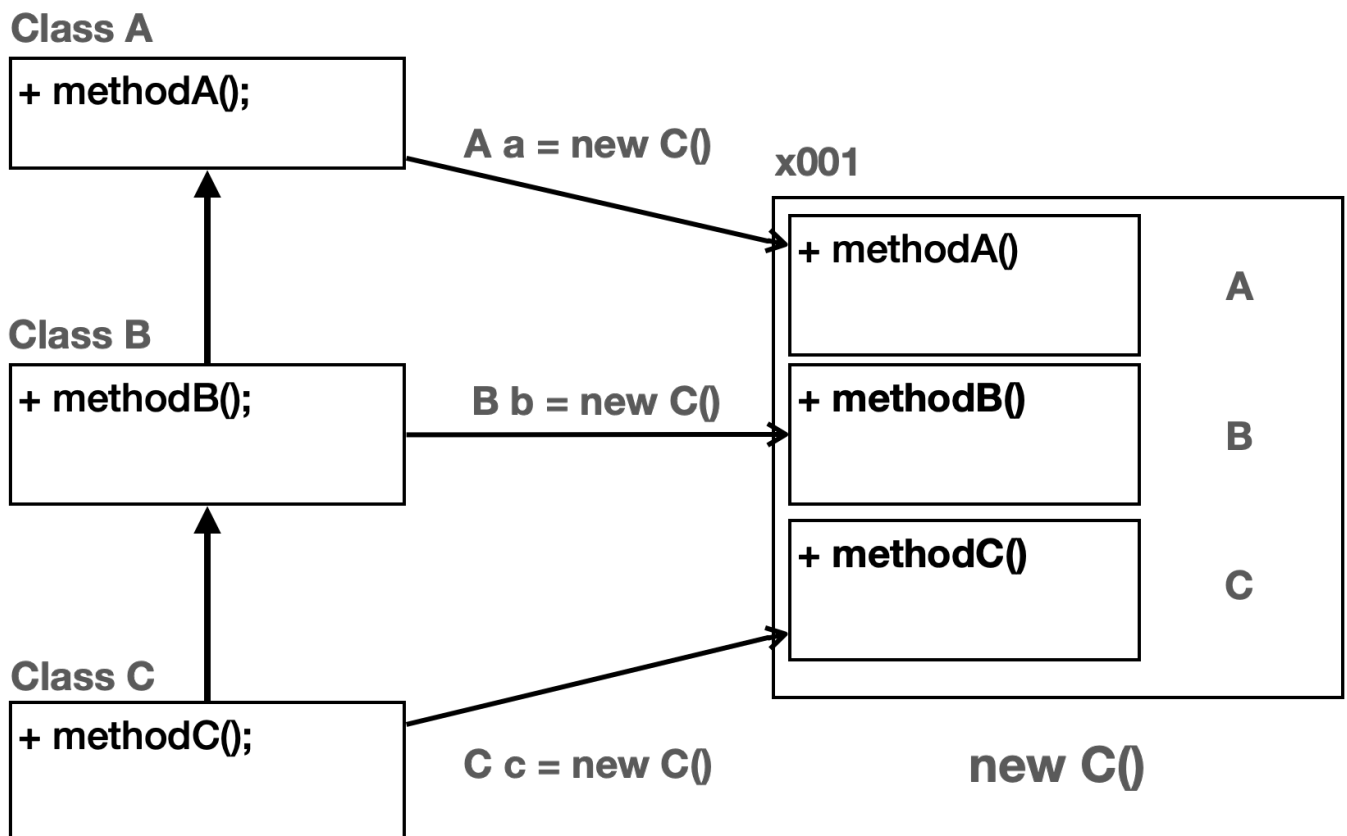 Class A
+ methodA();
A a = new C()
x001
+ methodA()
A
Class B
+ methodB();
B b = new C()
+ methodB()
B
+ methodC()
C
Class C
+ methodC();
C c = new C()
new C()